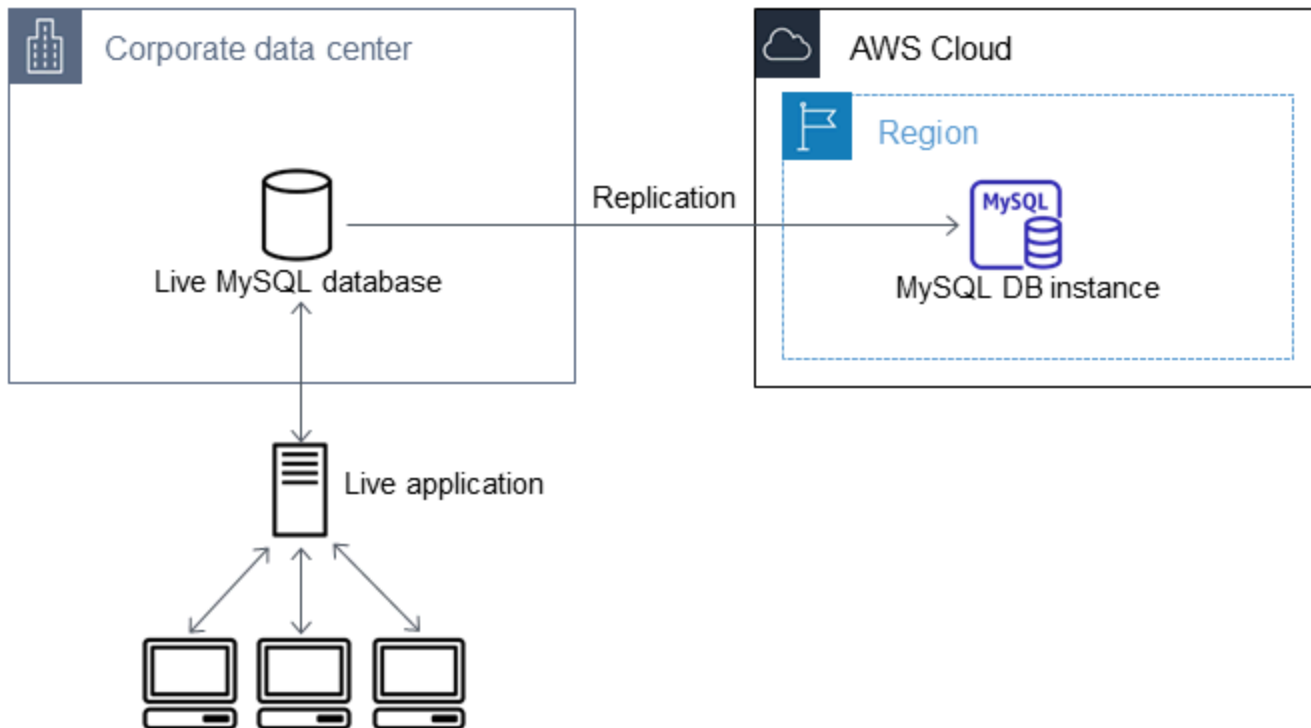 Corporate data center
AWS Cloud
Region
Replication
MySQL
Live MySQL database
MySQL DB instance
Live application